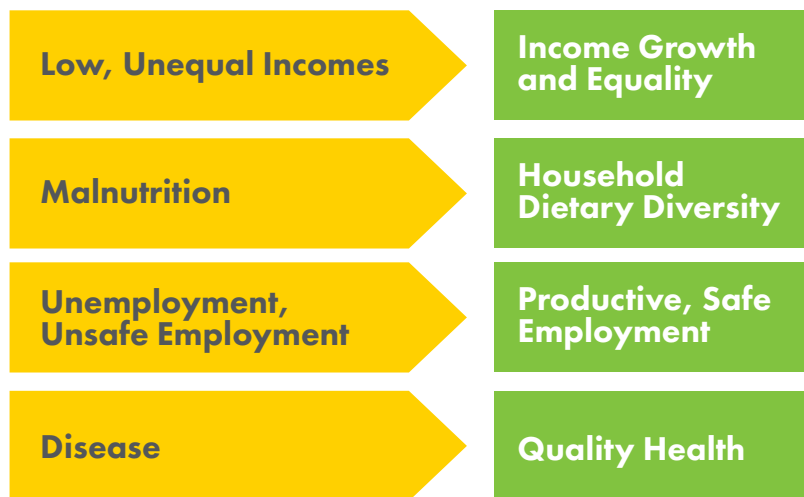 Low, Unequal Incomes
Income Growth
and Equality
Malnutrition
Household
Dietary Diversity
Unemployment,
Unsafe Employment
Productive, Safe
Employment
Disease
Quality Health